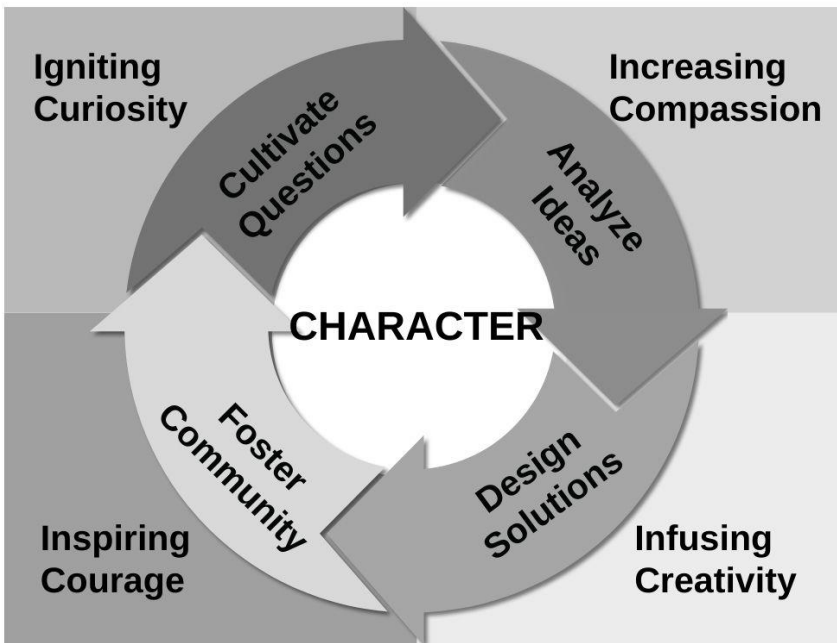 Igniting
Curiosity
Cultivate
Questions
Increasing
Compassion
Analyze
Ideas
CHARACTER
Foster
Community
Design
Solutions
Inspiring
Courage
Infusing
Creativity